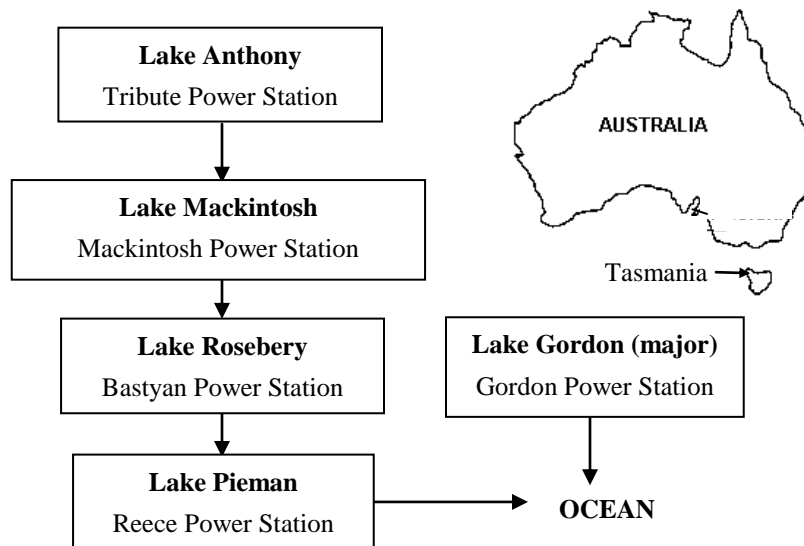 Lake Anthony
Tribute Power Station
Lake Mackintosh
Mackintosh Power Station
Lake Rosebery
Bastyan Power Station
Lake Pieman
Reece Power Station
AUSTRALIA
Tasmania
Lake Gordon (major)
Gordon Power Station
OCEAN